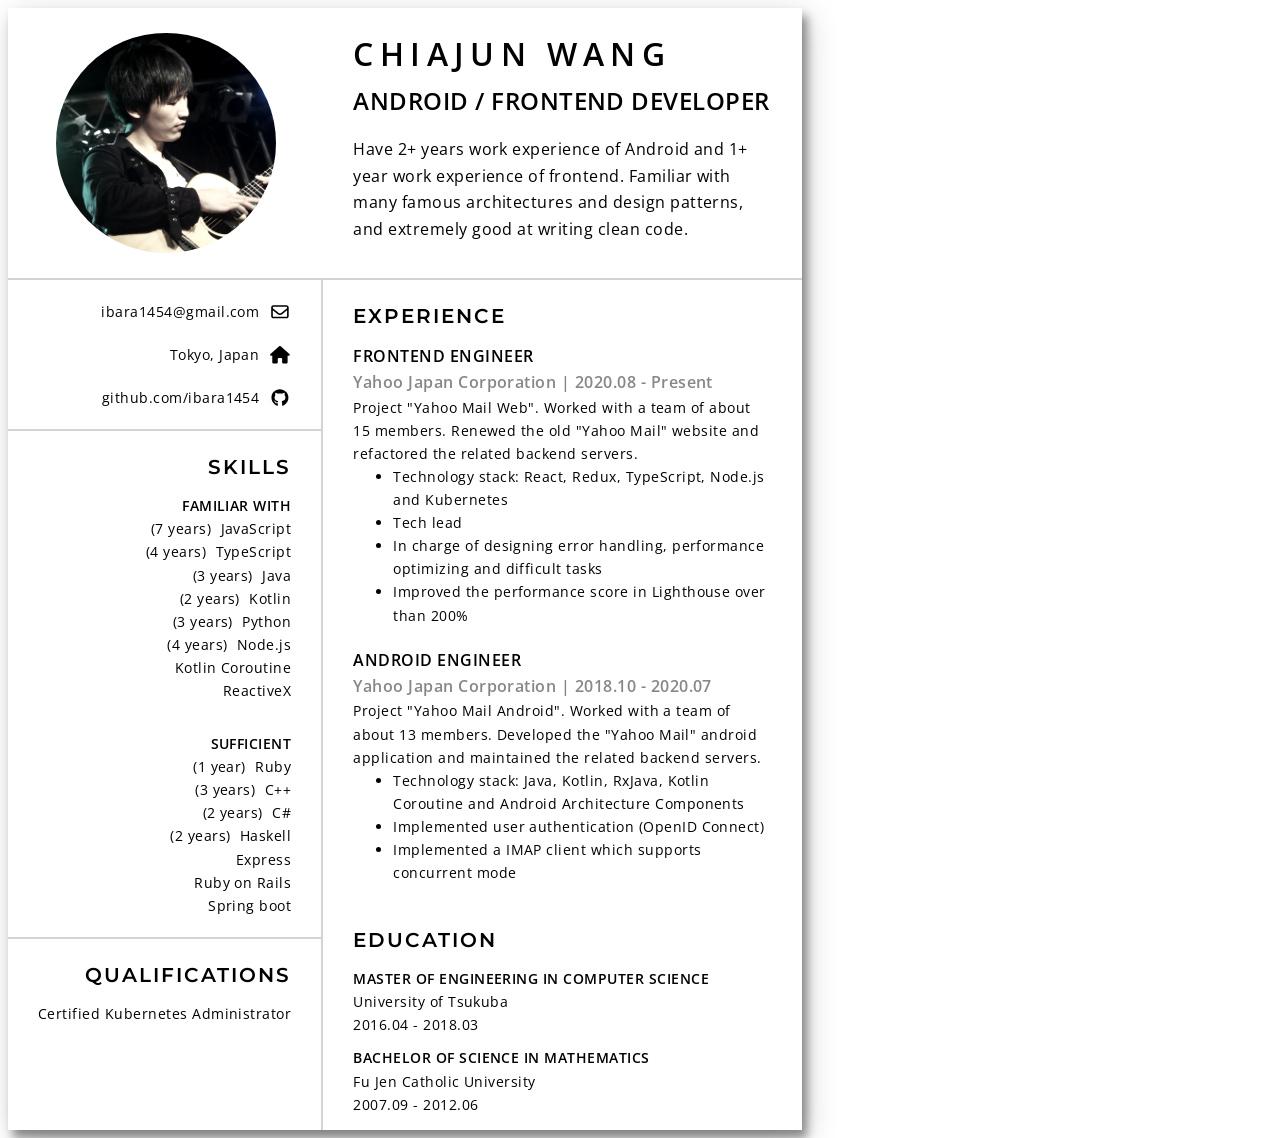 CHIAJUN WANG
ANDROID / FRONTEND DEVELOPER
Have 2+ years work experience of Android and 1+
year work experience of frontend. Familiar with
many famous architectures and design patterns,
and extremely good at writing clean code.
ibara1454@gmail.com
Tokyo, Japan
github.com/ibara1454
SKILLS
FAMILIAR WITH
(7 years) JavaScript
(4 years) TypeScript
(3 years) Java
(2 years) Kotlin
(3 years) Python
(4 years) Node.js
Kotlin Coroutine
ReactiveX
SUFFICIENT
(1 year) Ruby
(3 years) C++
(2 years) C#
(2 years) Haskell
Express
Ruby on Rails
Spring boot
QUALIFICATIONS
Certified Kubernetes Administrator
EXPERIENCE
FRONTEND ENGINEER
Yahoo Japan Corporation | 2020.08 - Present
Project "Yahoo Mail Web". Worked with a team of about
15 members. Renewed the old "Yahoo Mail" website and
refactored the related backend servers.
• Technology stack: React, Redux, TypeScript, Node.js
and Kubernetes
• Tech lead
• In charge of designing error handling, performance
optimizing and difficult tasks
• Improved the performance score in Lighthouse over
than 200%
ANDROID ENGINEER
Yahoo Japan Corporation | 2018.10 - 2020.07
Project "Yahoo Mail Android". Worked with a team of
about 13 members. Developed the "Yahoo Mail" android
application and maintained the related backend servers.
• Technology stack: Java, Kotlin, RxJava, Kotlin
Coroutine and Android Architecture Components
• Implemented user authentication (OpenID Connect)
• Implemented a IMAP client which supports
concurrent mode
EDUCATION
MASTER OF ENGINEERING IN COMPUTER SCIENCE
University of Tsukuba
2016.04 - 2018.03
BACHELOR OF SCIENCE IN MATHEMATICS
Fu Jen Catholic University
2007.09 - 2012.06